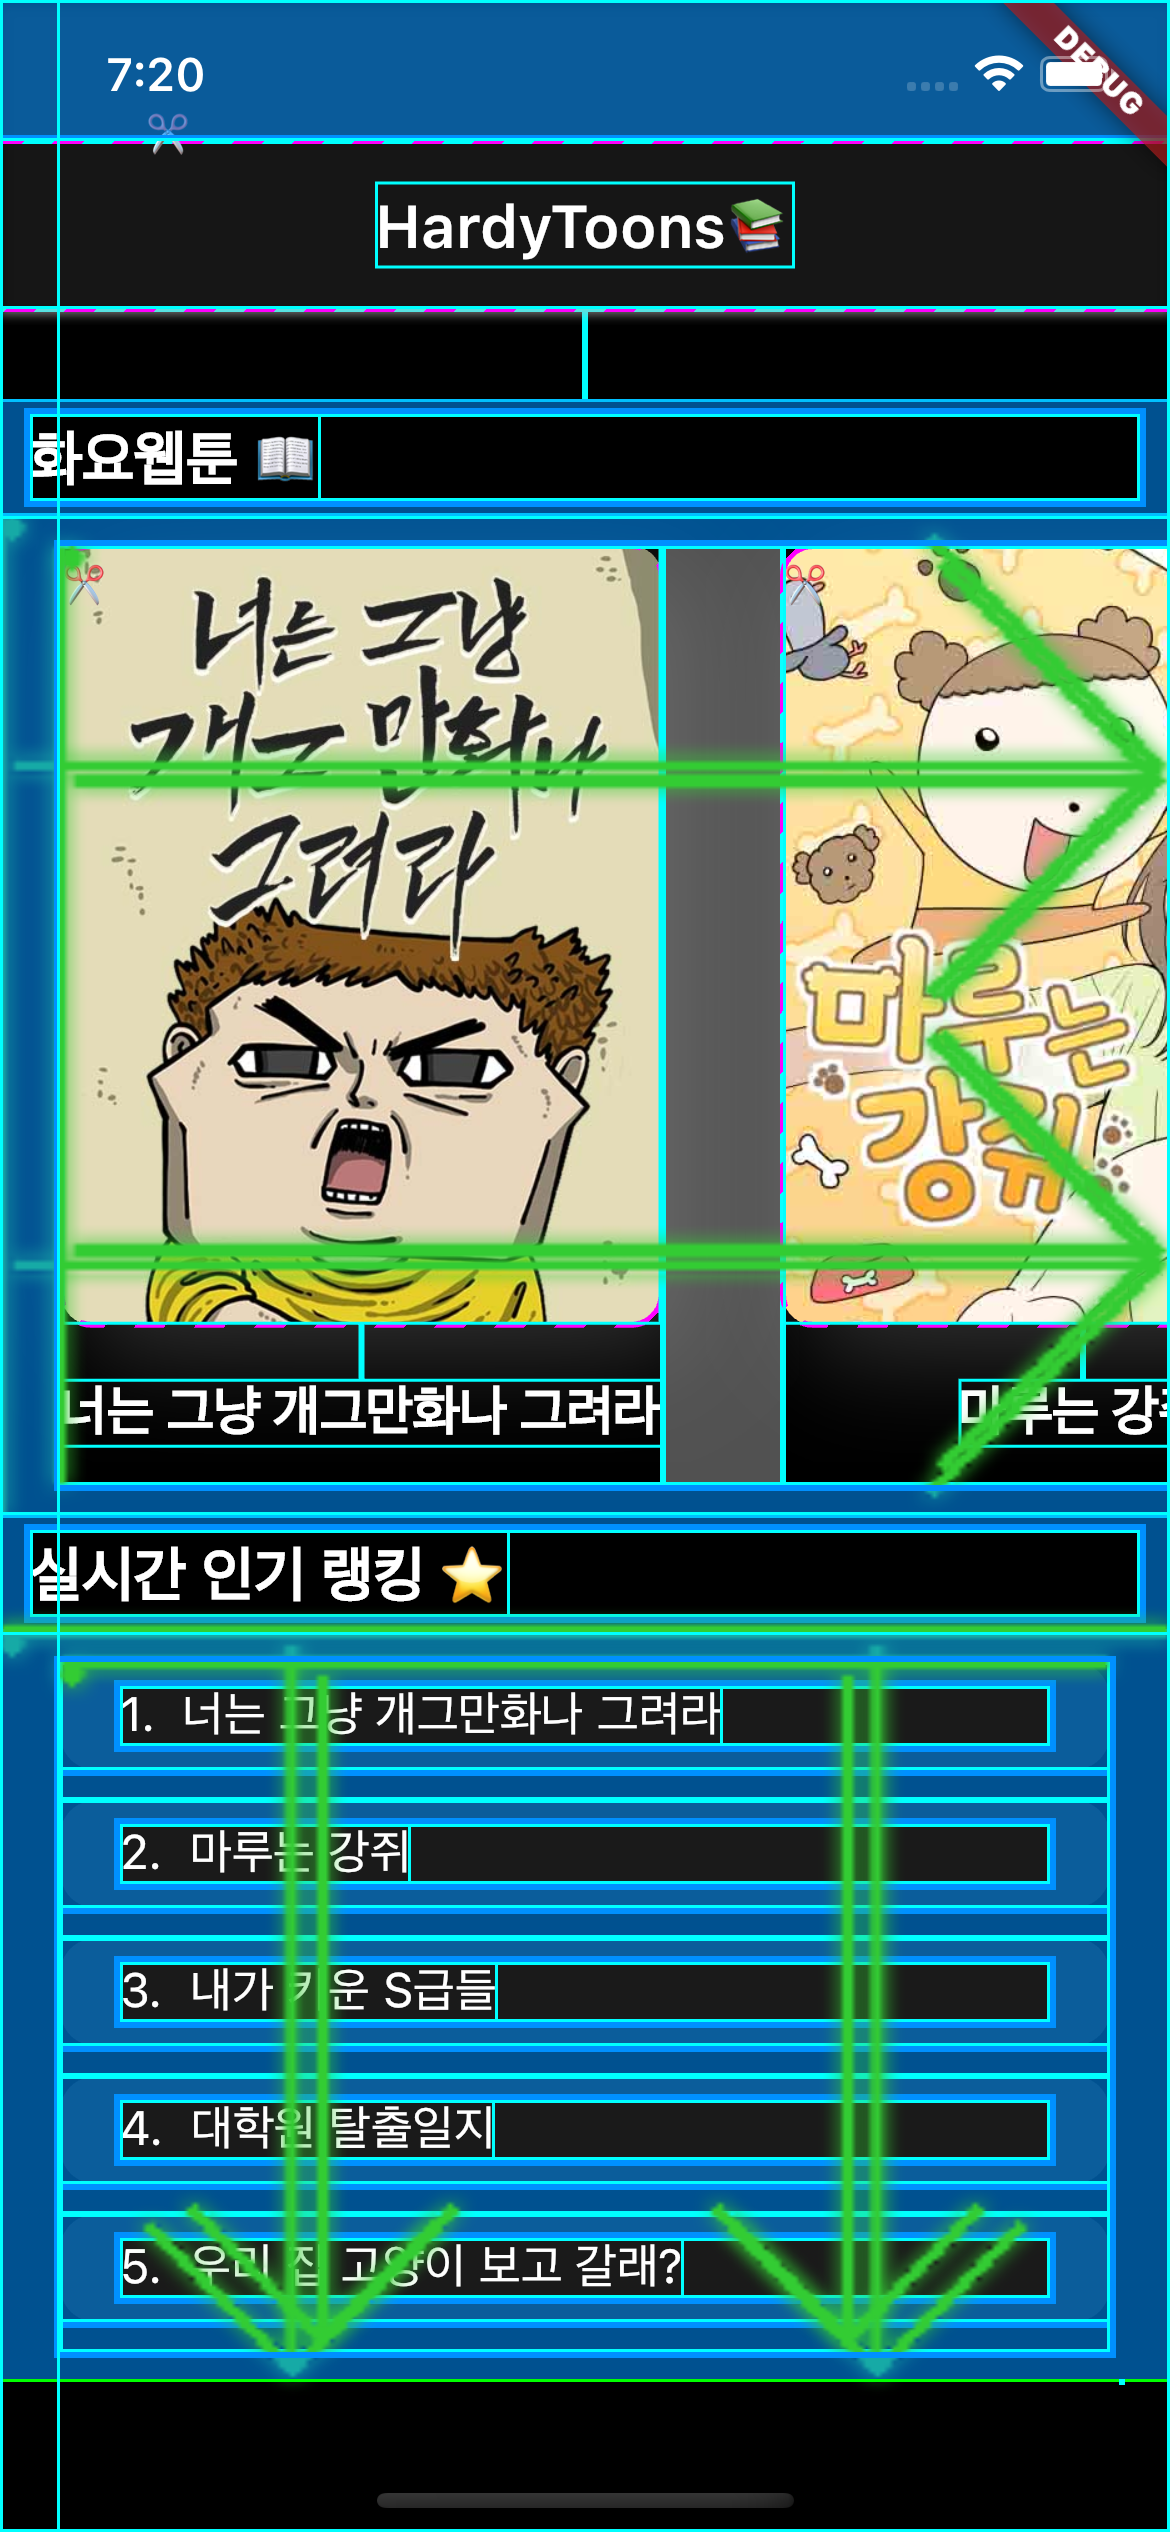 7:20
DEBUG
HardyToons📚
화요웹툰 📖
너는 그냥
개그 만화나
그려라
마루는
강쥐
너는 그냥 개그만화나 그려라
마루는 강
실시간 인기 랭킹 ⭐
1. 너는 그냥 개그만화나 그려라
2. 마루는 강쥐
3. 내가 키운 S급들
4. 대학원 탈출일지
5. 우리 집 고양이 보고 갈래?